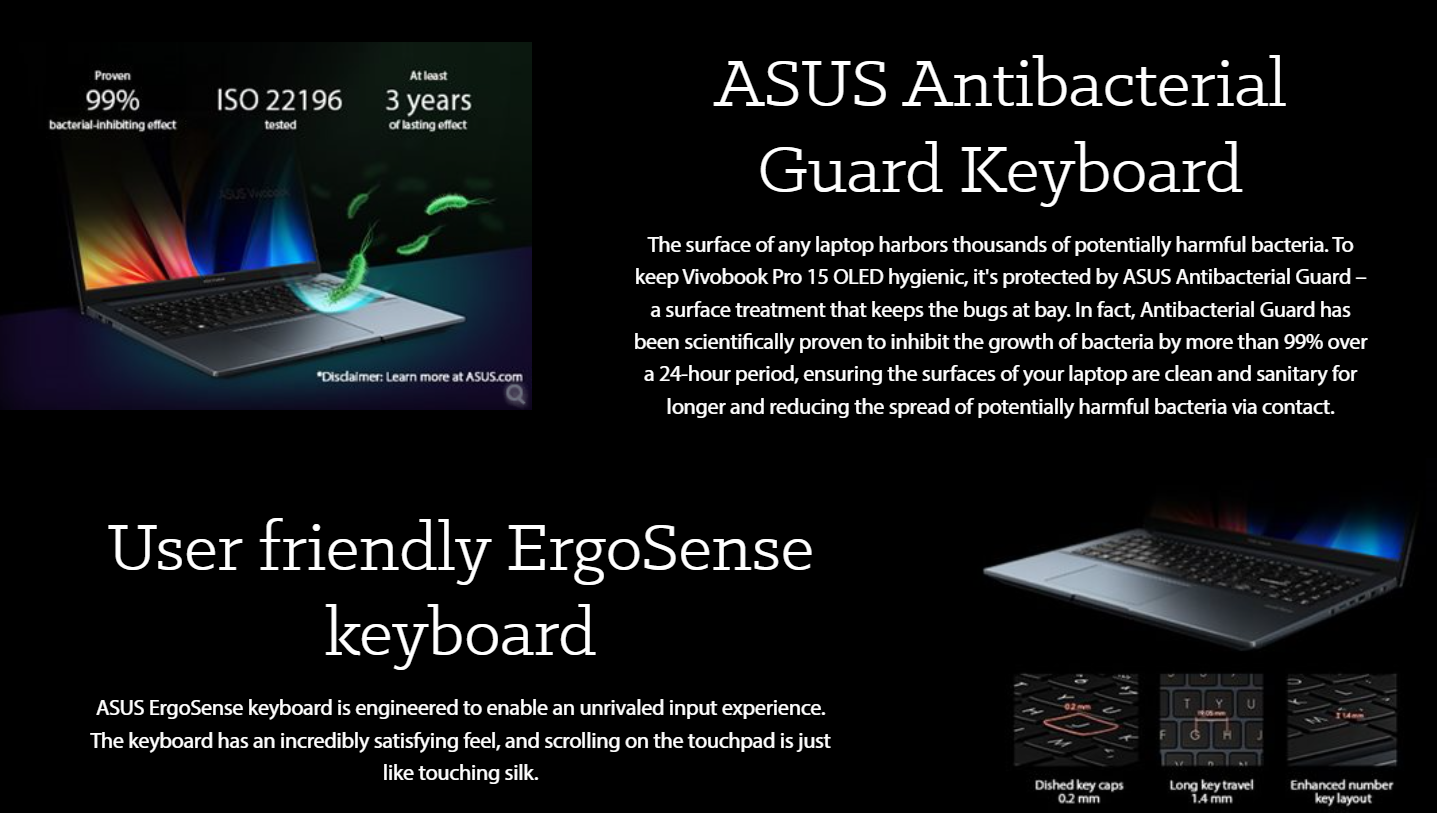 Proven
99%
bacterial-inhibiting effect
ISO 22196
tested
At least
3 years
of lasting effect
ASUS Vivobook
*Disclaimer: Learn more at ASUS.com
ASUS Antibacterial
Guard Keyboard
The surface of any laptop harbors thousands of potentially harmful bacteria. To
keep Vivobook Pro 15 OLED hygienic, it's protected by ASUS Antibacterial Guard –
a surface treatment that keeps the bugs at bay. In fact, Antibacterial Guard has
been scientifically proven to inhibit the growth of bacteria by more than 99% over
a 24-hour period, ensuring the surfaces of your laptop are clean and sanitary for
longer and reducing the spread of potentially harmful bacteria via contact.
User friendly ErgoSense
keyboard
ASUS ErgoSense keyboard is engineered to enable an unrivaled input experience.
The keyboard has an incredibly satisfying feel, and scrolling on the touchpad is just
like touching silk.
0.2 mm
Dished key caps
0.2 mm
T Y U
19.05 mm
F G H J
V B N
Long key travel
1.4 mm
1.4 mm
Enhanced number
key layout